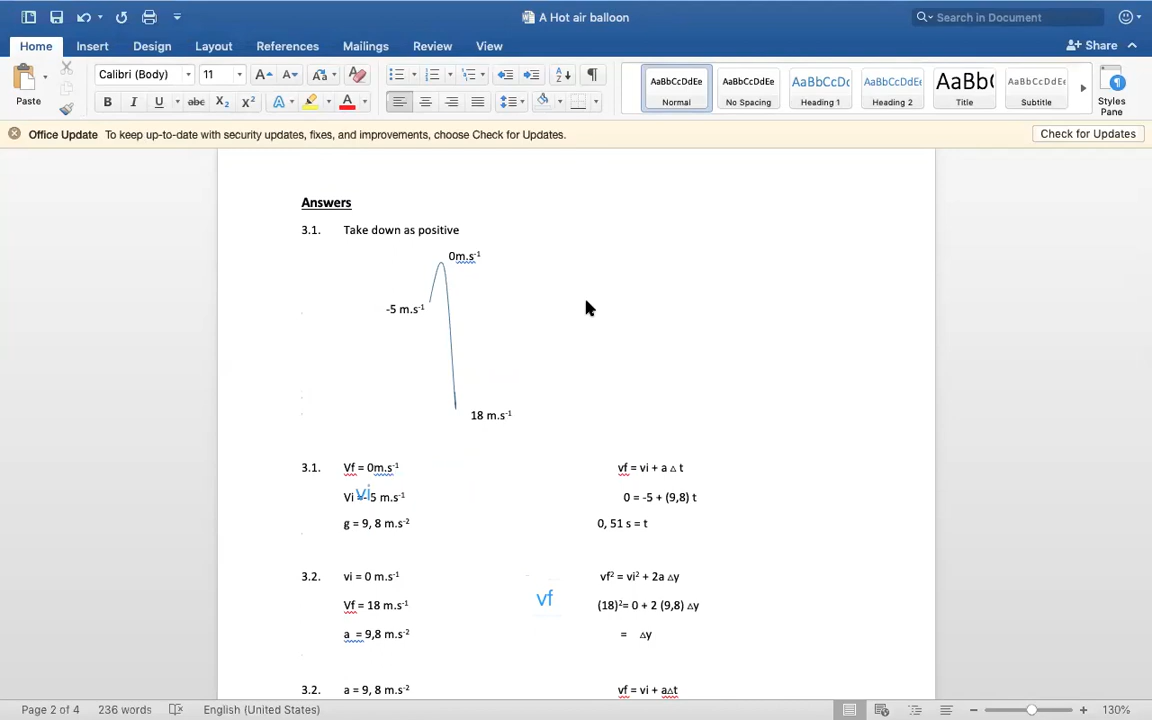 A Hot air balloon
Search in Document
Home Insert Design Layout References Mailings Review View
Share
Paste
Calibri (Body) 11
AaBbCcDdEe AaBbCcDdEe AaBbCcDc AaBbCcDdEe AaBb( AaBbCcDdEe
Normal No Spacing Heading 1 Heading 2 Title Subtitle
Styles Pane
Office Update To keep up-to-date with security updates, fixes, and improvements, choose Check for Updates.
Check for Updates
Answers
3.1. Take down as positive
0m.s⁻¹
-5 m.s⁻¹
18 m.s⁻¹
3.1. Vf = 0m.s⁻¹ vf = vi + a △ t
Vi = -5 m.s⁻¹ 0 = -5 + (9,8) t
vi
g = 9, 8 m.s⁻² 0, 51 s = t
3.2. vi = 0 m.s⁻¹ vf² = vi² + 2a △y
vf
Vf = 18 m.s⁻¹ (18)²= 0 + 2 (9,8) △y
a = 9,8 m.s⁻² = △y
3.2. a = 9, 8 m.s⁻² vf = vi + a△t
Page 2 of 4 236 words English (United States) 130%